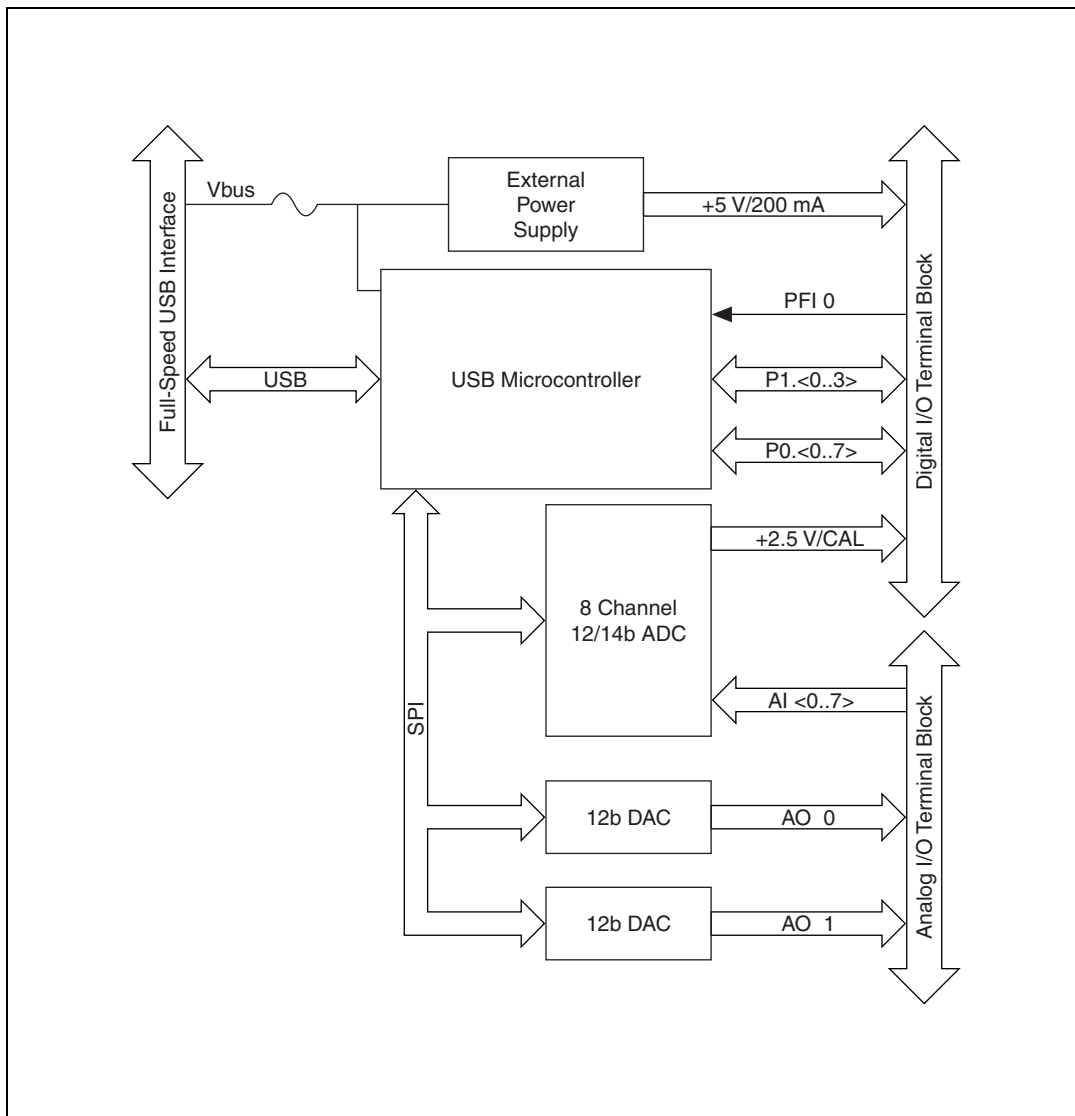 Full-Speed USB Interface
Vbus
External
Power
Supply
+5 V/200 mA
Digital I/O Terminal Block
PFI 0
USB
USB Microcontroller
P1.<0..3>
P0.<0..7>
+2.5 V/CAL
8 Channel
12/14b ADC
AI <0..7>
SPI
Analog I/O Terminal Block
12b DAC
AO 0
12b DAC
AO 1